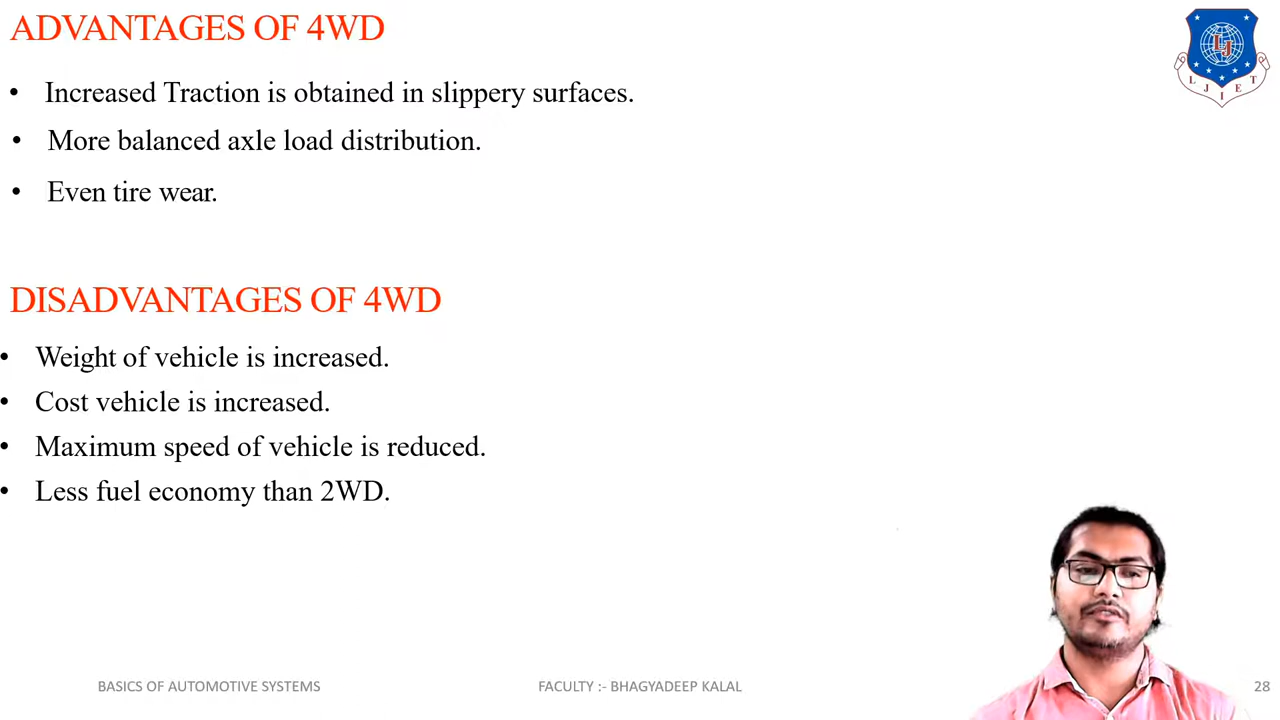 ADVANTAGES OF 4WD
LJ
L J I E T
• Increased Traction is obtained in slippery surfaces.
• More balanced axle load distribution.
• Even tire wear.
DISADVANTAGES OF 4WD
• Weight of vehicle is increased.
• Cost vehicle is increased.
• Maximum speed of vehicle is reduced.
• Less fuel economy than 2WD.
BASICS OF AUTOMOTIVE SYSTEMS
FACULTY :- BHAGYADEEP KALAL
28